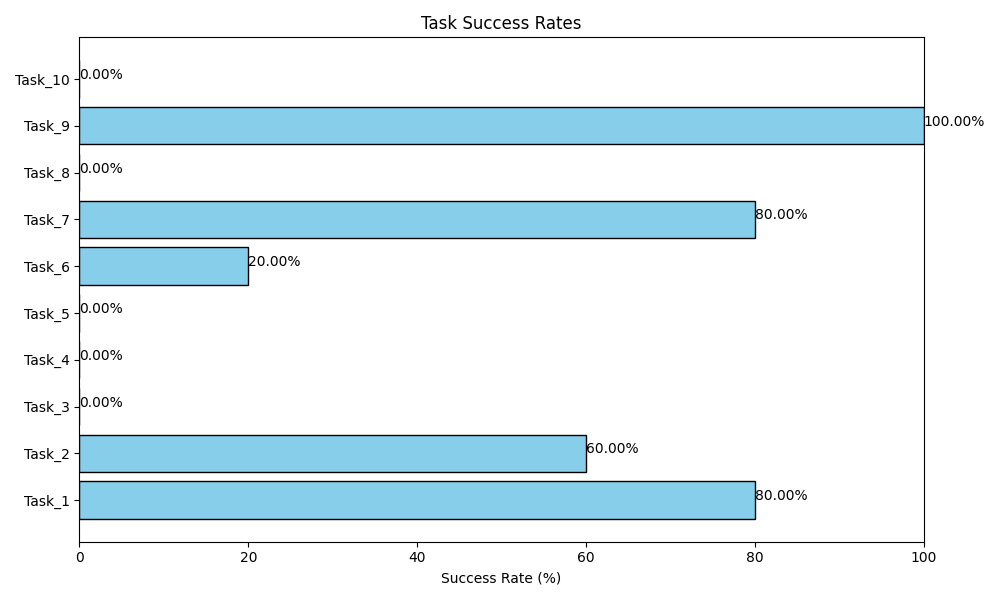 Task Success Rates
Task_10 0.00%
Task_9 100.00%
Task_8 0.00%
Task_7 80.00%
Task_6 20.00%
Task_5 0.00%
Task_4 0.00%
Task_3 0.00%
Task_2 60.00%
Task_1 80.00%
0 20 40 60 80 100
Success Rate (%)